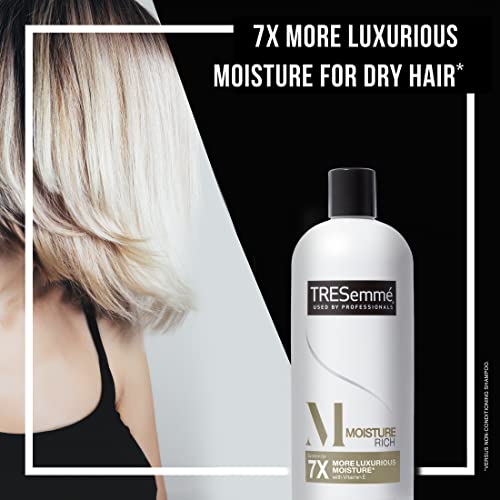 7X MORE LUXURIOUS
MOISTURE FOR DRY HAIR*
TRESemmé
USED BY PROFESSIONALS
M MOISTURE
RICH
7X MORE LUXURIOUS
MOISTURE*
with Vitamin E
*VERSUS NON-CONDITIONING SHAMPOO.